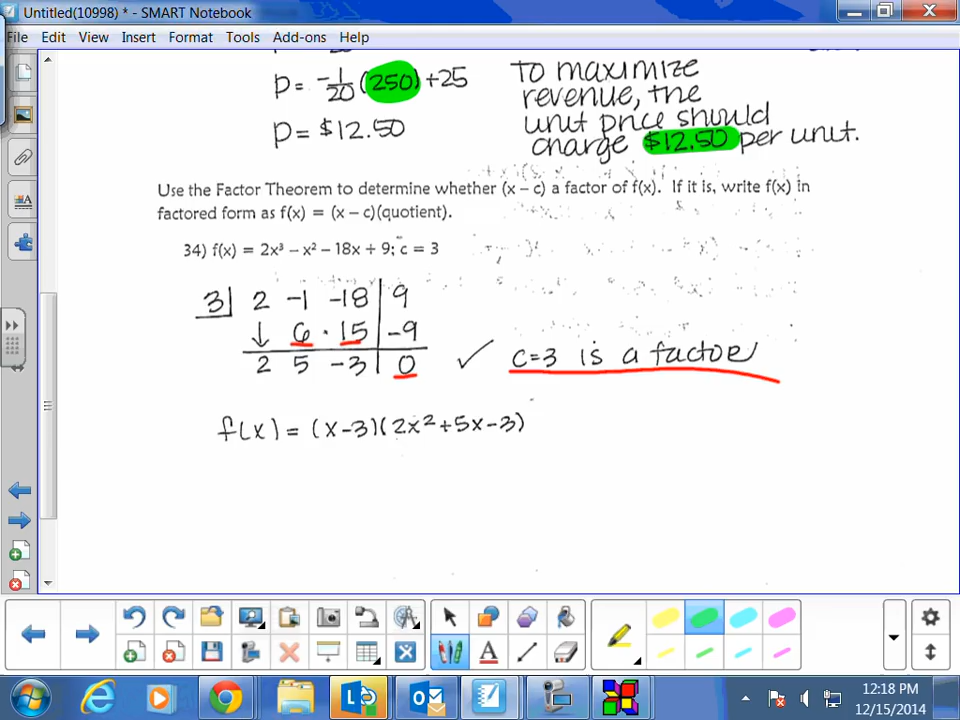 Untitled(10998) * - SMART Notebook
File Edit View Insert Format Tools Add-ons Help
p = -1/20 (250) +25
p = $12.50
To maximize
revenue, the
unit price should
charge $12.50 per unit.
Use the Factor Theorem to determine whether (x – c) a factor of f(x). If it is, write f(x) in
factored form as f(x) = (x – c)(quotient).
34) f(x) = 2x³ – x² – 18x + 9; c = 3
3| 2 -1 -18 | 9
↓ 6 15 | -9
2 5 -3 | 0
✓ c=3 is a factor
f(x) = (x-3)(2x²+5x-3)
12:18 PM
12/15/2014